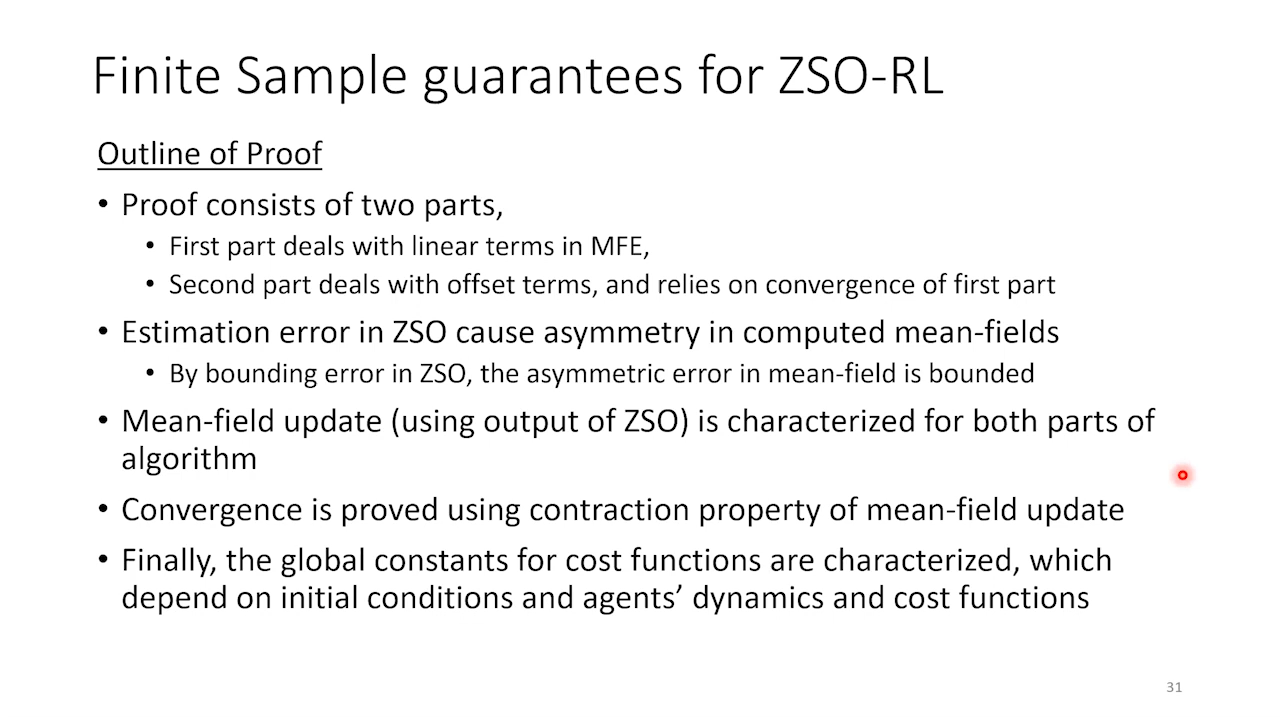 Finite Sample guarantees for ZSO-RL
Outline of Proof
• Proof consists of two parts,
• First part deals with linear terms in MFE,
• Second part deals with offset terms, and relies on convergence of first part
• Estimation error in ZSO cause asymmetry in computed mean-fields
• By bounding error in ZSO, the asymmetric error in mean-field is bounded
• Mean-field update (using output of ZSO) is characterized for both parts of
algorithm
• Convergence is proved using contraction property of mean-field update
• Finally, the global constants for cost functions are characterized, which
depend on initial conditions and agents’ dynamics and cost functions
31